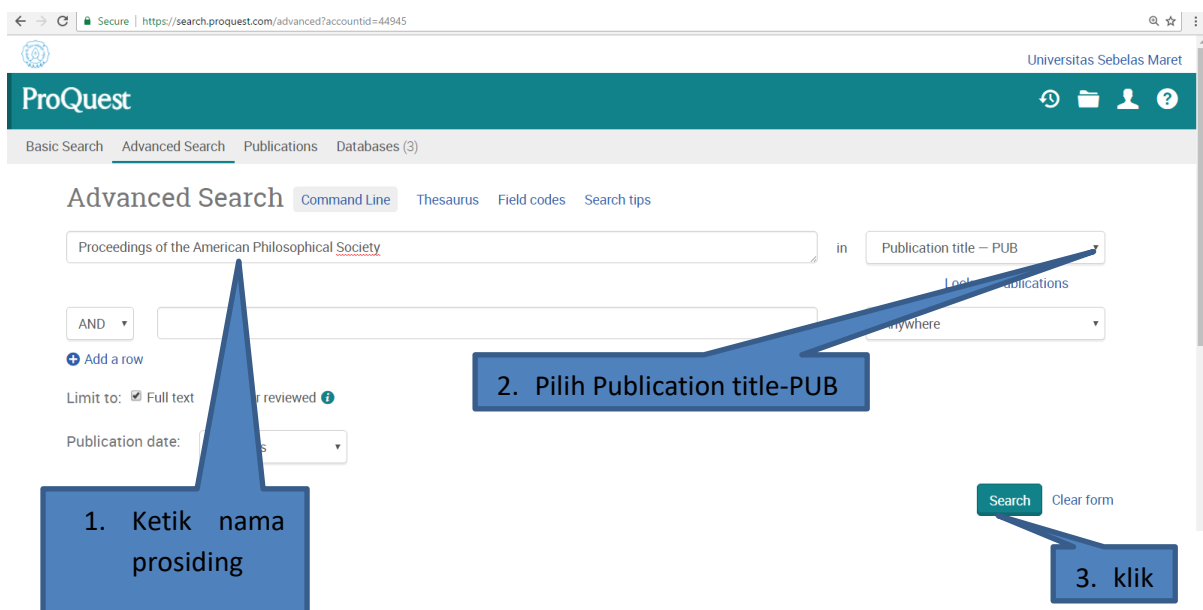 Secure | https://search.proquest.com/advanced?accountid=44945
Universitas Sebelas Maret
ProQuest
Basic Search Advanced Search Publications Databases (3)
Advanced Search Command Line Thesaurus Field codes Search tips
Proceedings of the American Philosophical Society in Publication title – PUB
AND
Add a row
2. Pilih Publication title-PUB
Limit to: Full text reviewed
Publication date:
Search Clear form
1. Ketik nama
prosiding
3. klik